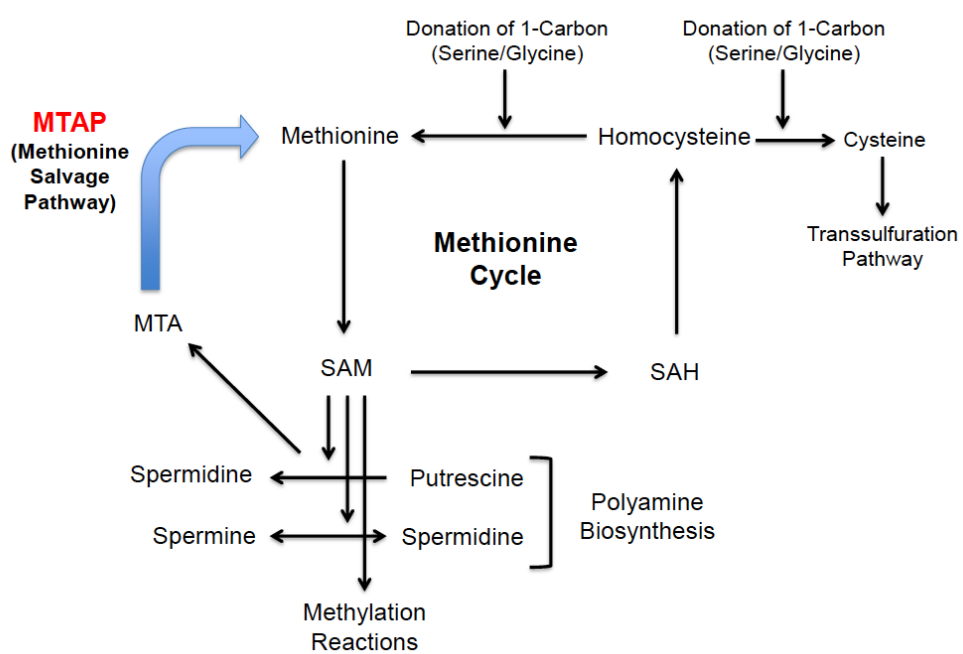 Donation of 1-Carbon
(Serine/Glycine)
Donation of 1-Carbon
(Serine/Glycine)
MTAP
(Methionine
Salvage
Pathway)
Methionine
Homocysteine
Cysteine
Methionine
Cycle
Transsulfuration
Pathway
MTA
SAM
SAH
Spermidine
Putrescine
Polyamine
Biosynthesis
Spermine
Spermidine
Methylation
Reactions